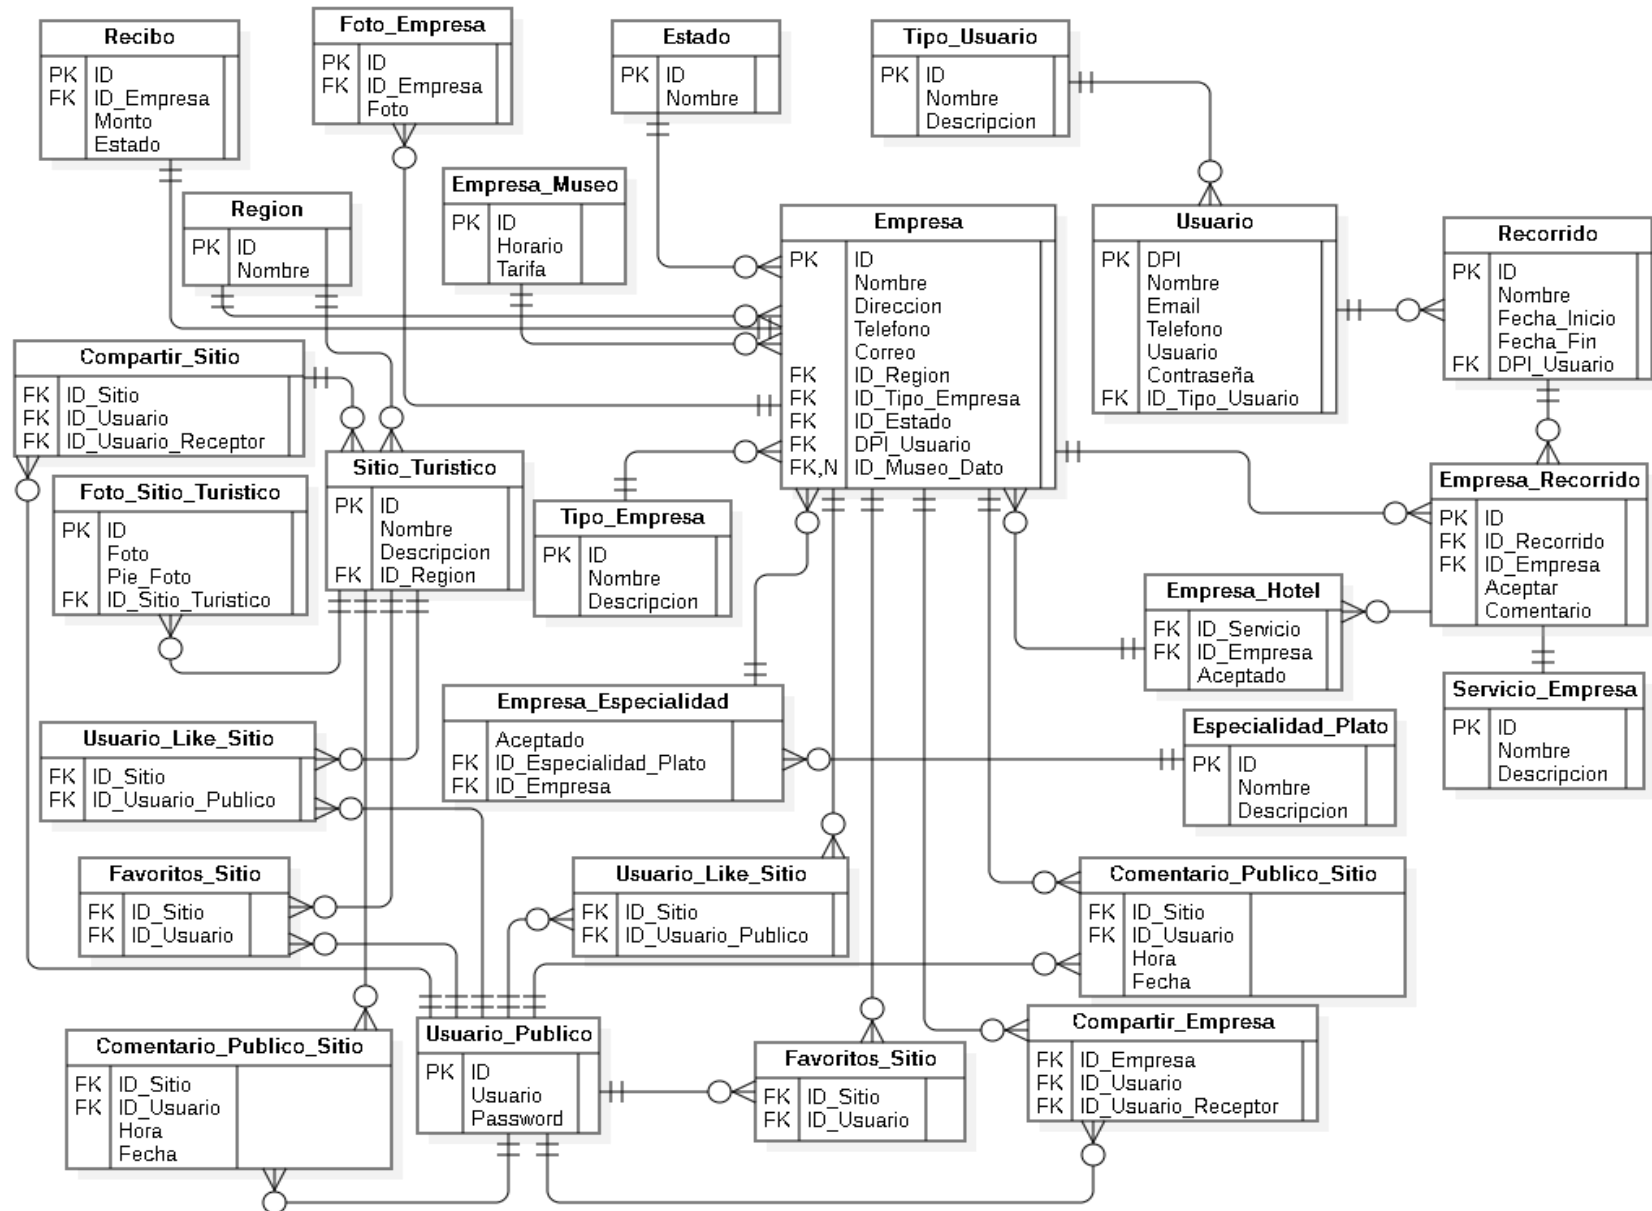 Recibo
PK ID
FK ID_Empresa
Monto
Estado
Foto_Empresa
PK ID
FK ID_Empresa
Foto
Estado
PK ID
Nombre
Tipo_Usuario
PK ID
Nombre
Descripcion
Region
PK ID
Nombre
Empresa_Museo
PK ID
Horario
Tarifa
Empresa
PK ID
Nombre
Direccion
Telefono
Correo
FK ID_Region
FK ID_Tipo_Empresa
FK ID_Estado
FK DPI_Usuario
FK,N ID_Museo_Dato
Usuario
PK DPI
Nombre
Email
Telefono
Usuario
Contraseña
FK ID_Tipo_Usuario
Recorrido
PK ID
Nombre
Fecha_Inicio
Fecha_Fin
FK DPI_Usuario
Compartir_Sitio
FK ID_Sitio
FK ID_Usuario
FK ID_Usuario_Receptor
Sitio_Turistico
PK ID
Nombre
Descripcion
FK ID_Region
Foto_Sitio_Turistico
PK ID
Foto
Pie_Foto
FK ID_Sitio_Turistico
Tipo_Empresa
PK ID
Nombre
Descripcion
Empresa_Recorrido
PK ID
FK ID_Recorrido
FK ID_Empresa
Aceptar
Comentario
Empresa_Hotel
FK ID_Servicio
FK ID_Empresa
Aceptado
Servicio_Empresa
PK ID
Nombre
Descripcion
Empresa_Especialidad
Aceptado
FK ID_Especialidad_Plato
FK ID_Empresa
Especialidad_Plato
PK ID
Nombre
Descripcion
Usuario_Like_Sitio
FK ID_Sitio
FK ID_Usuario_Publico
Favoritos_Sitio
FK ID_Sitio
FK ID_Usuario
Usuario_Like_Sitio
FK ID_Sitio
FK ID_Usuario_Publico
Comentario_Publico_Sitio
FK ID_Sitio
FK ID_Usuario
Hora
Fecha
Comentario_Publico_Sitio
FK ID_Sitio
FK ID_Usuario
Hora
Fecha
Usuario_Publico
PK ID
Usuario
Password
Favoritos_Sitio
FK ID_Sitio
FK ID_Usuario
Compartir_Empresa
FK ID_Empresa
FK ID_Usuario
FK ID_Usuario_Receptor